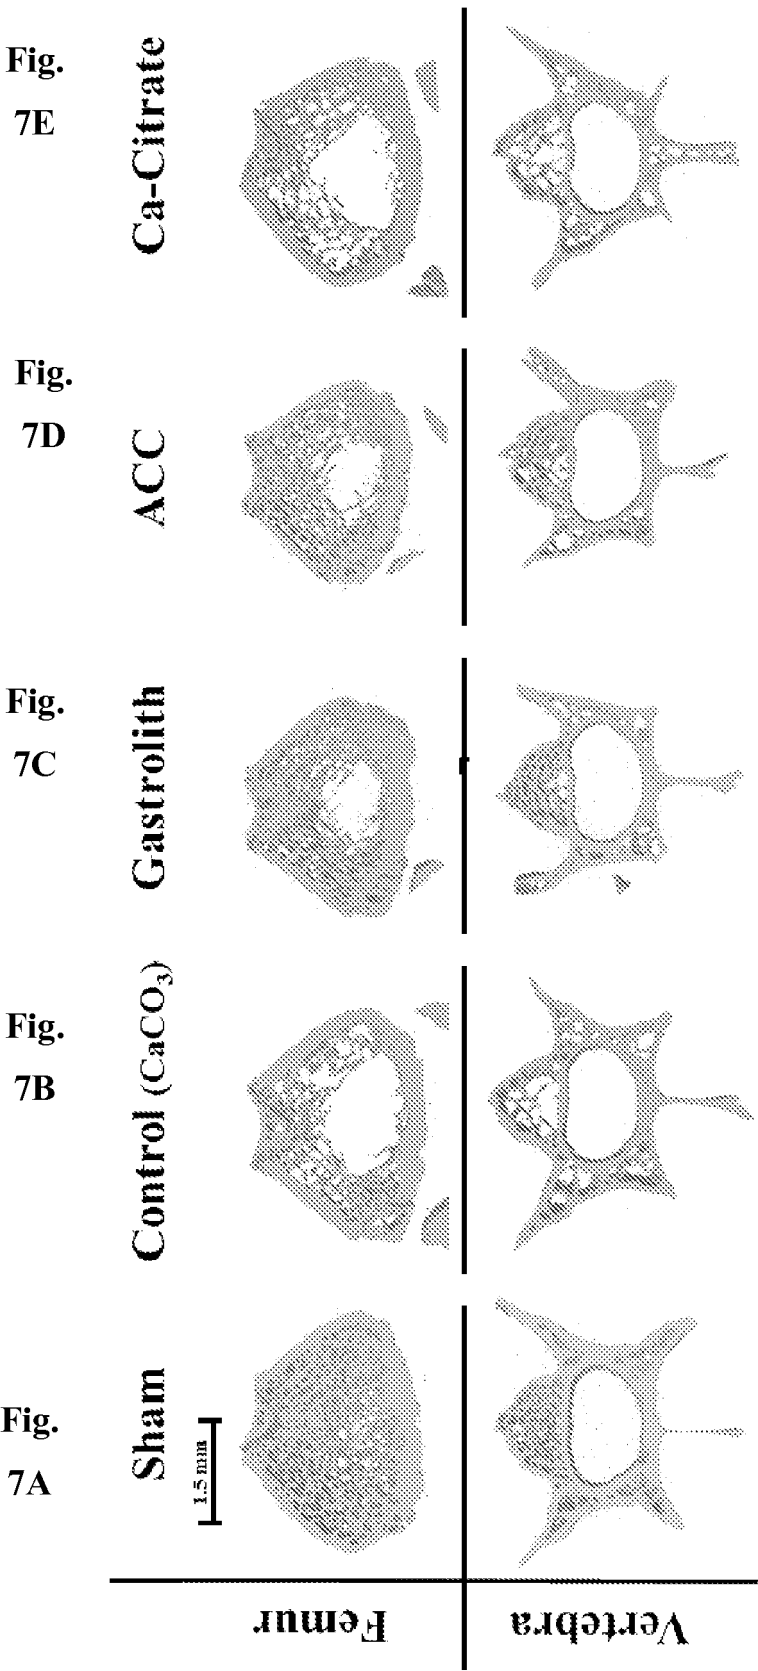 Fig.
7E
Ca-Citrate
Fig.
7D
ACC
Fig.
7C
Gastrolith
Fig.
7B
Control (CaCO₃)
Fig.
7A
Sham
1.5 mm
Femur
Vertebra